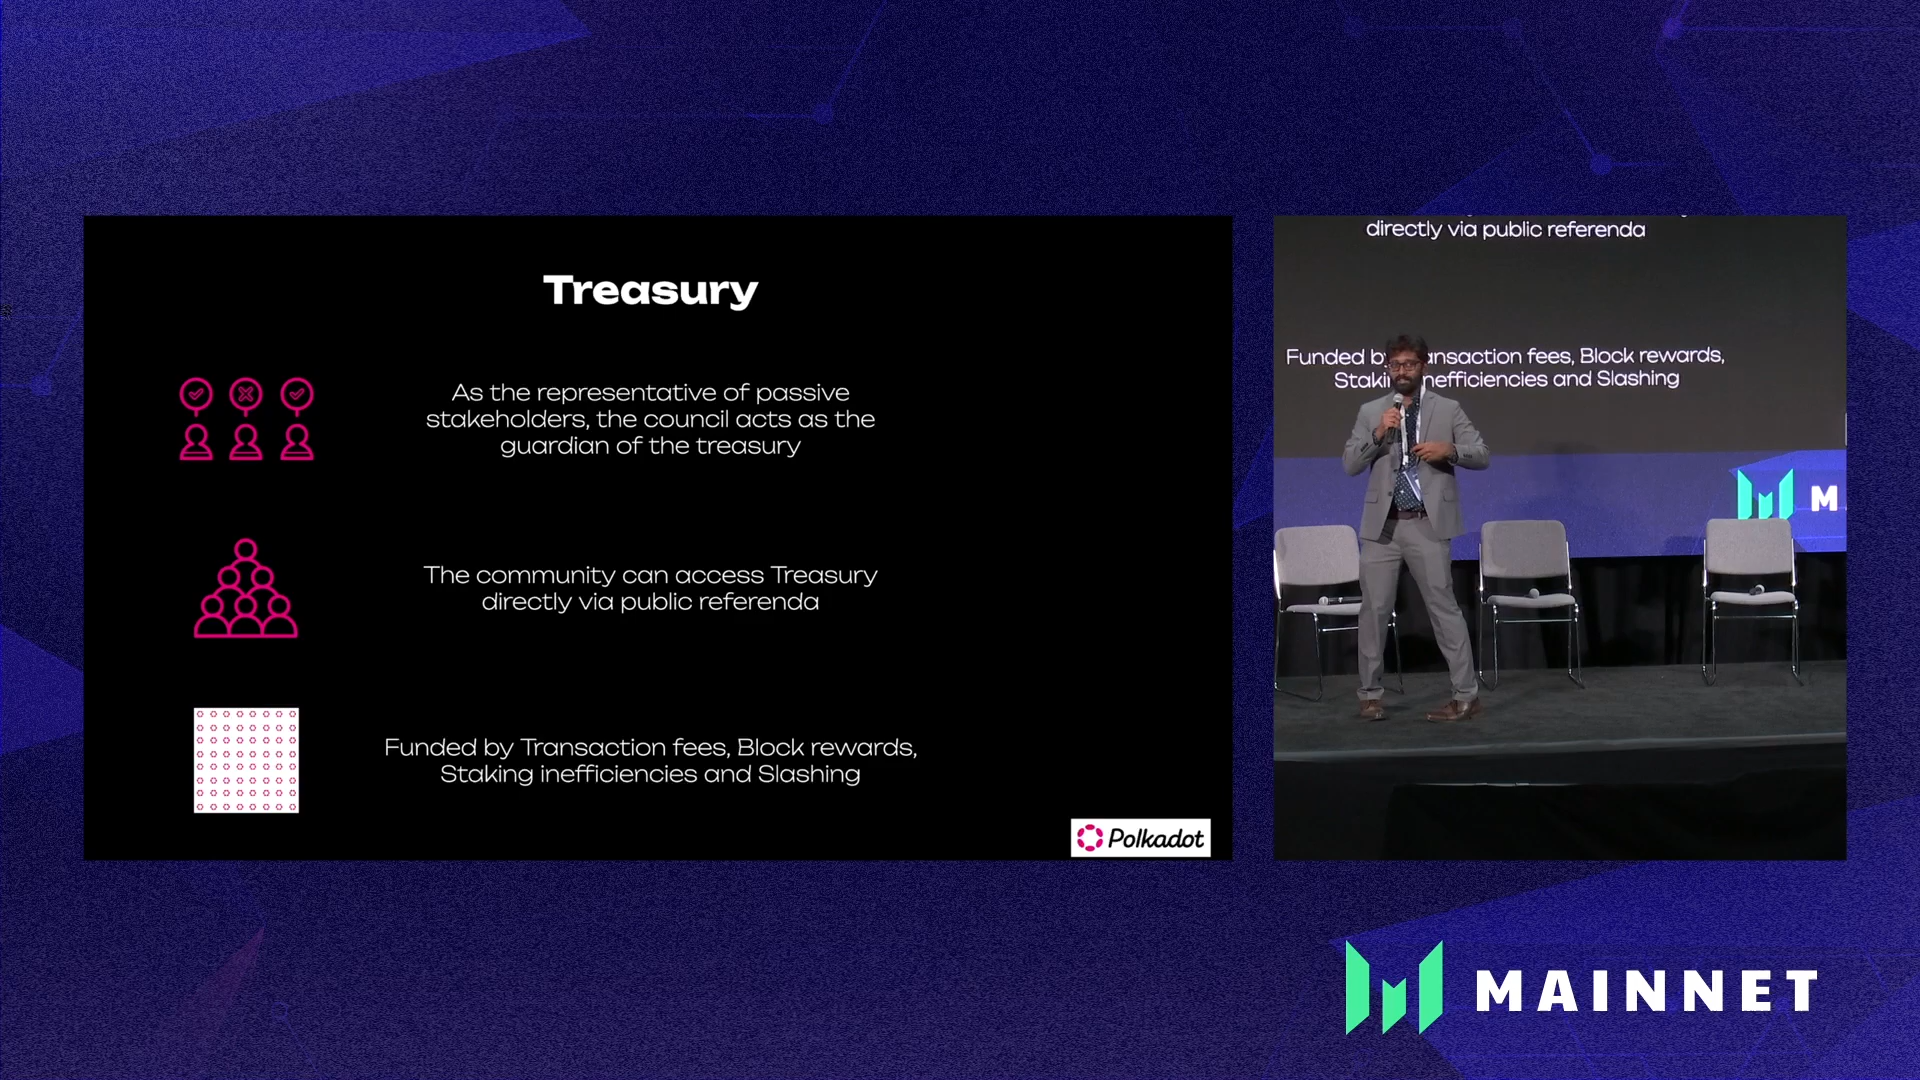 Treasury
As the representative of passive
stakeholders, the council acts as the
guardian of the treasury
The community can access Treasury
directly via public referenda
Funded by Transaction fees, Block rewards,
Staking inefficiencies and Slashing
Polkadot
directly via public referenda
Funded by ansaction fees, Block rewards,
Staki nefficiencies and Slashing
M
MAINNET